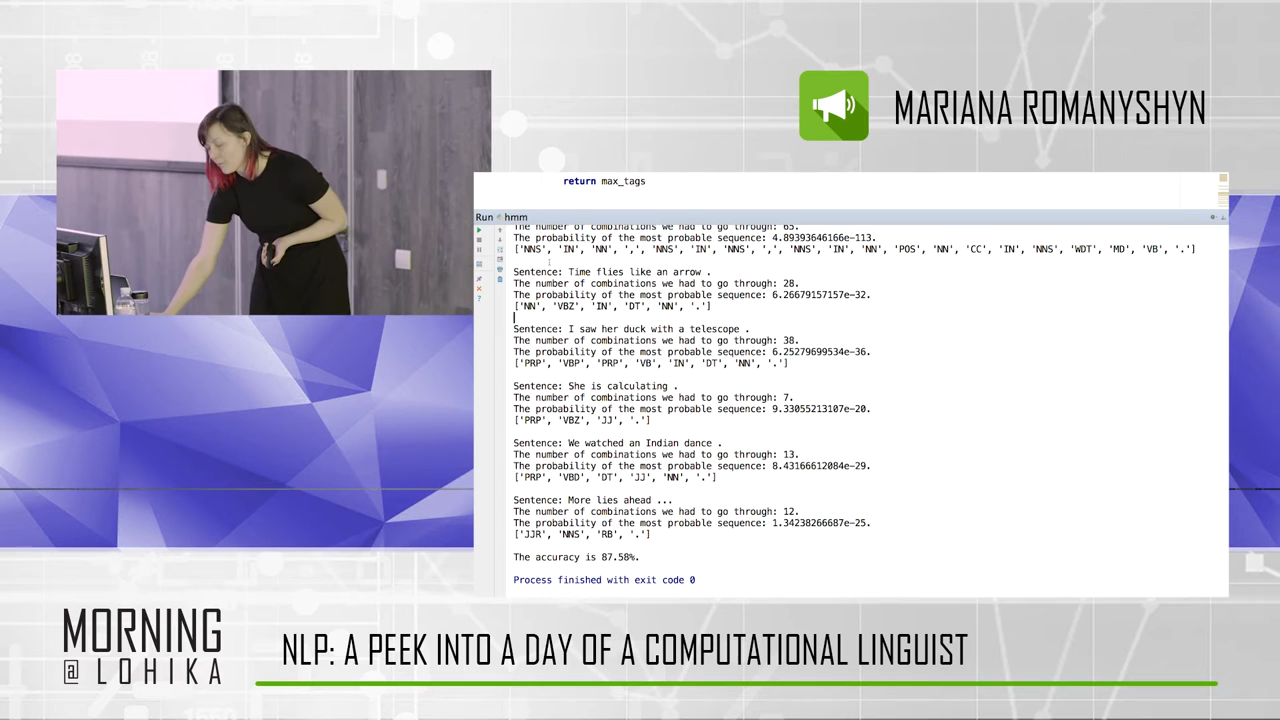 MARIANA ROMANYSHYN
return max_tags
Run hmm
The number of combinations we had to go through: 65.
The probability of the most probable sequence: 4.89393646166e-113.
['NNS', 'IN', 'NN', ',', 'NNS', 'IN', 'NNS', ',', 'NNS', 'IN', 'NN', 'POS', 'NN', 'CC', 'IN', 'NNS', 'WDT', 'MD', 'VB', '.']
Sentence: Time flies like an arrow .
The number of combinations we had to go through: 28.
The probability of the most probable sequence: 6.26679157157e-32.
['NN', 'VBZ', 'IN', 'DT', 'NN', '.']
Sentence: I saw her duck with a telescope .
The number of combinations we had to go through: 38.
The probability of the most probable sequence: 6.25279699534e-36.
['PRP', 'VBP', 'PRP', 'VB', 'IN', 'DT', 'NN', '.']
Sentence: She is calculating .
The number of combinations we had to go through: 7.
The probability of the most probable sequence: 9.33055213107e-20.
['PRP', 'VBZ', 'JJ', '.']
Sentence: We watched an Indian dance .
The number of combinations we had to go through: 13.
The probability of the most probable sequence: 8.43166612084e-29.
['PRP', 'VBD', 'DT', 'JJ', 'NN', '.']
Sentence: More lies ahead ...
The number of combinations we had to go through: 12.
The probability of the most probable sequence: 1.34238266687e-25.
['JJR', 'NNS', 'RB', '.']
The accuracy is 87.58%.
Process finished with exit code 0
MORNING
@ LOHIKA
NLP: A PEEK INTO A DAY OF A COMPUTATIONAL LINGUIST